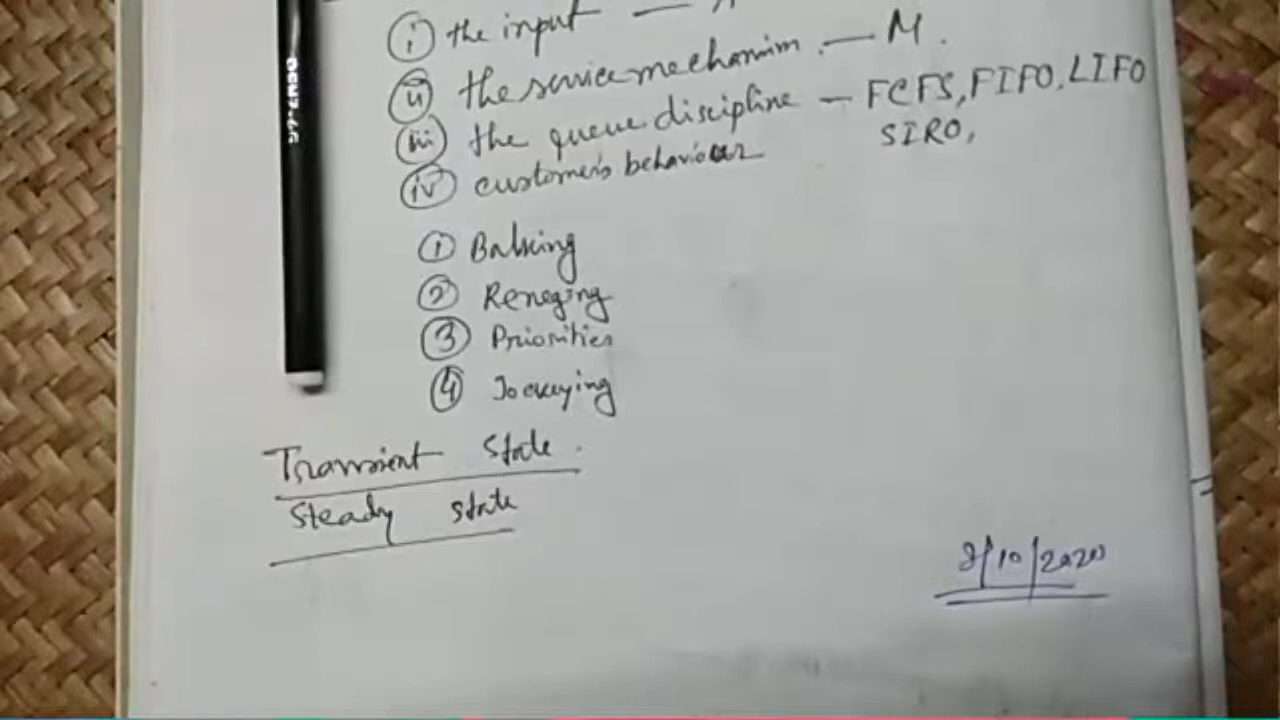 (i) the input —
(ii) the service mechanism. — M.
(iii) the queue discipline — FCFS, FIFO, LIFO
SIRO,
(iv) customer's behaviour
① Balking
② Reneging
③ Priorities
④ Jockeying
Transient state.
Steady state
8/10/2020